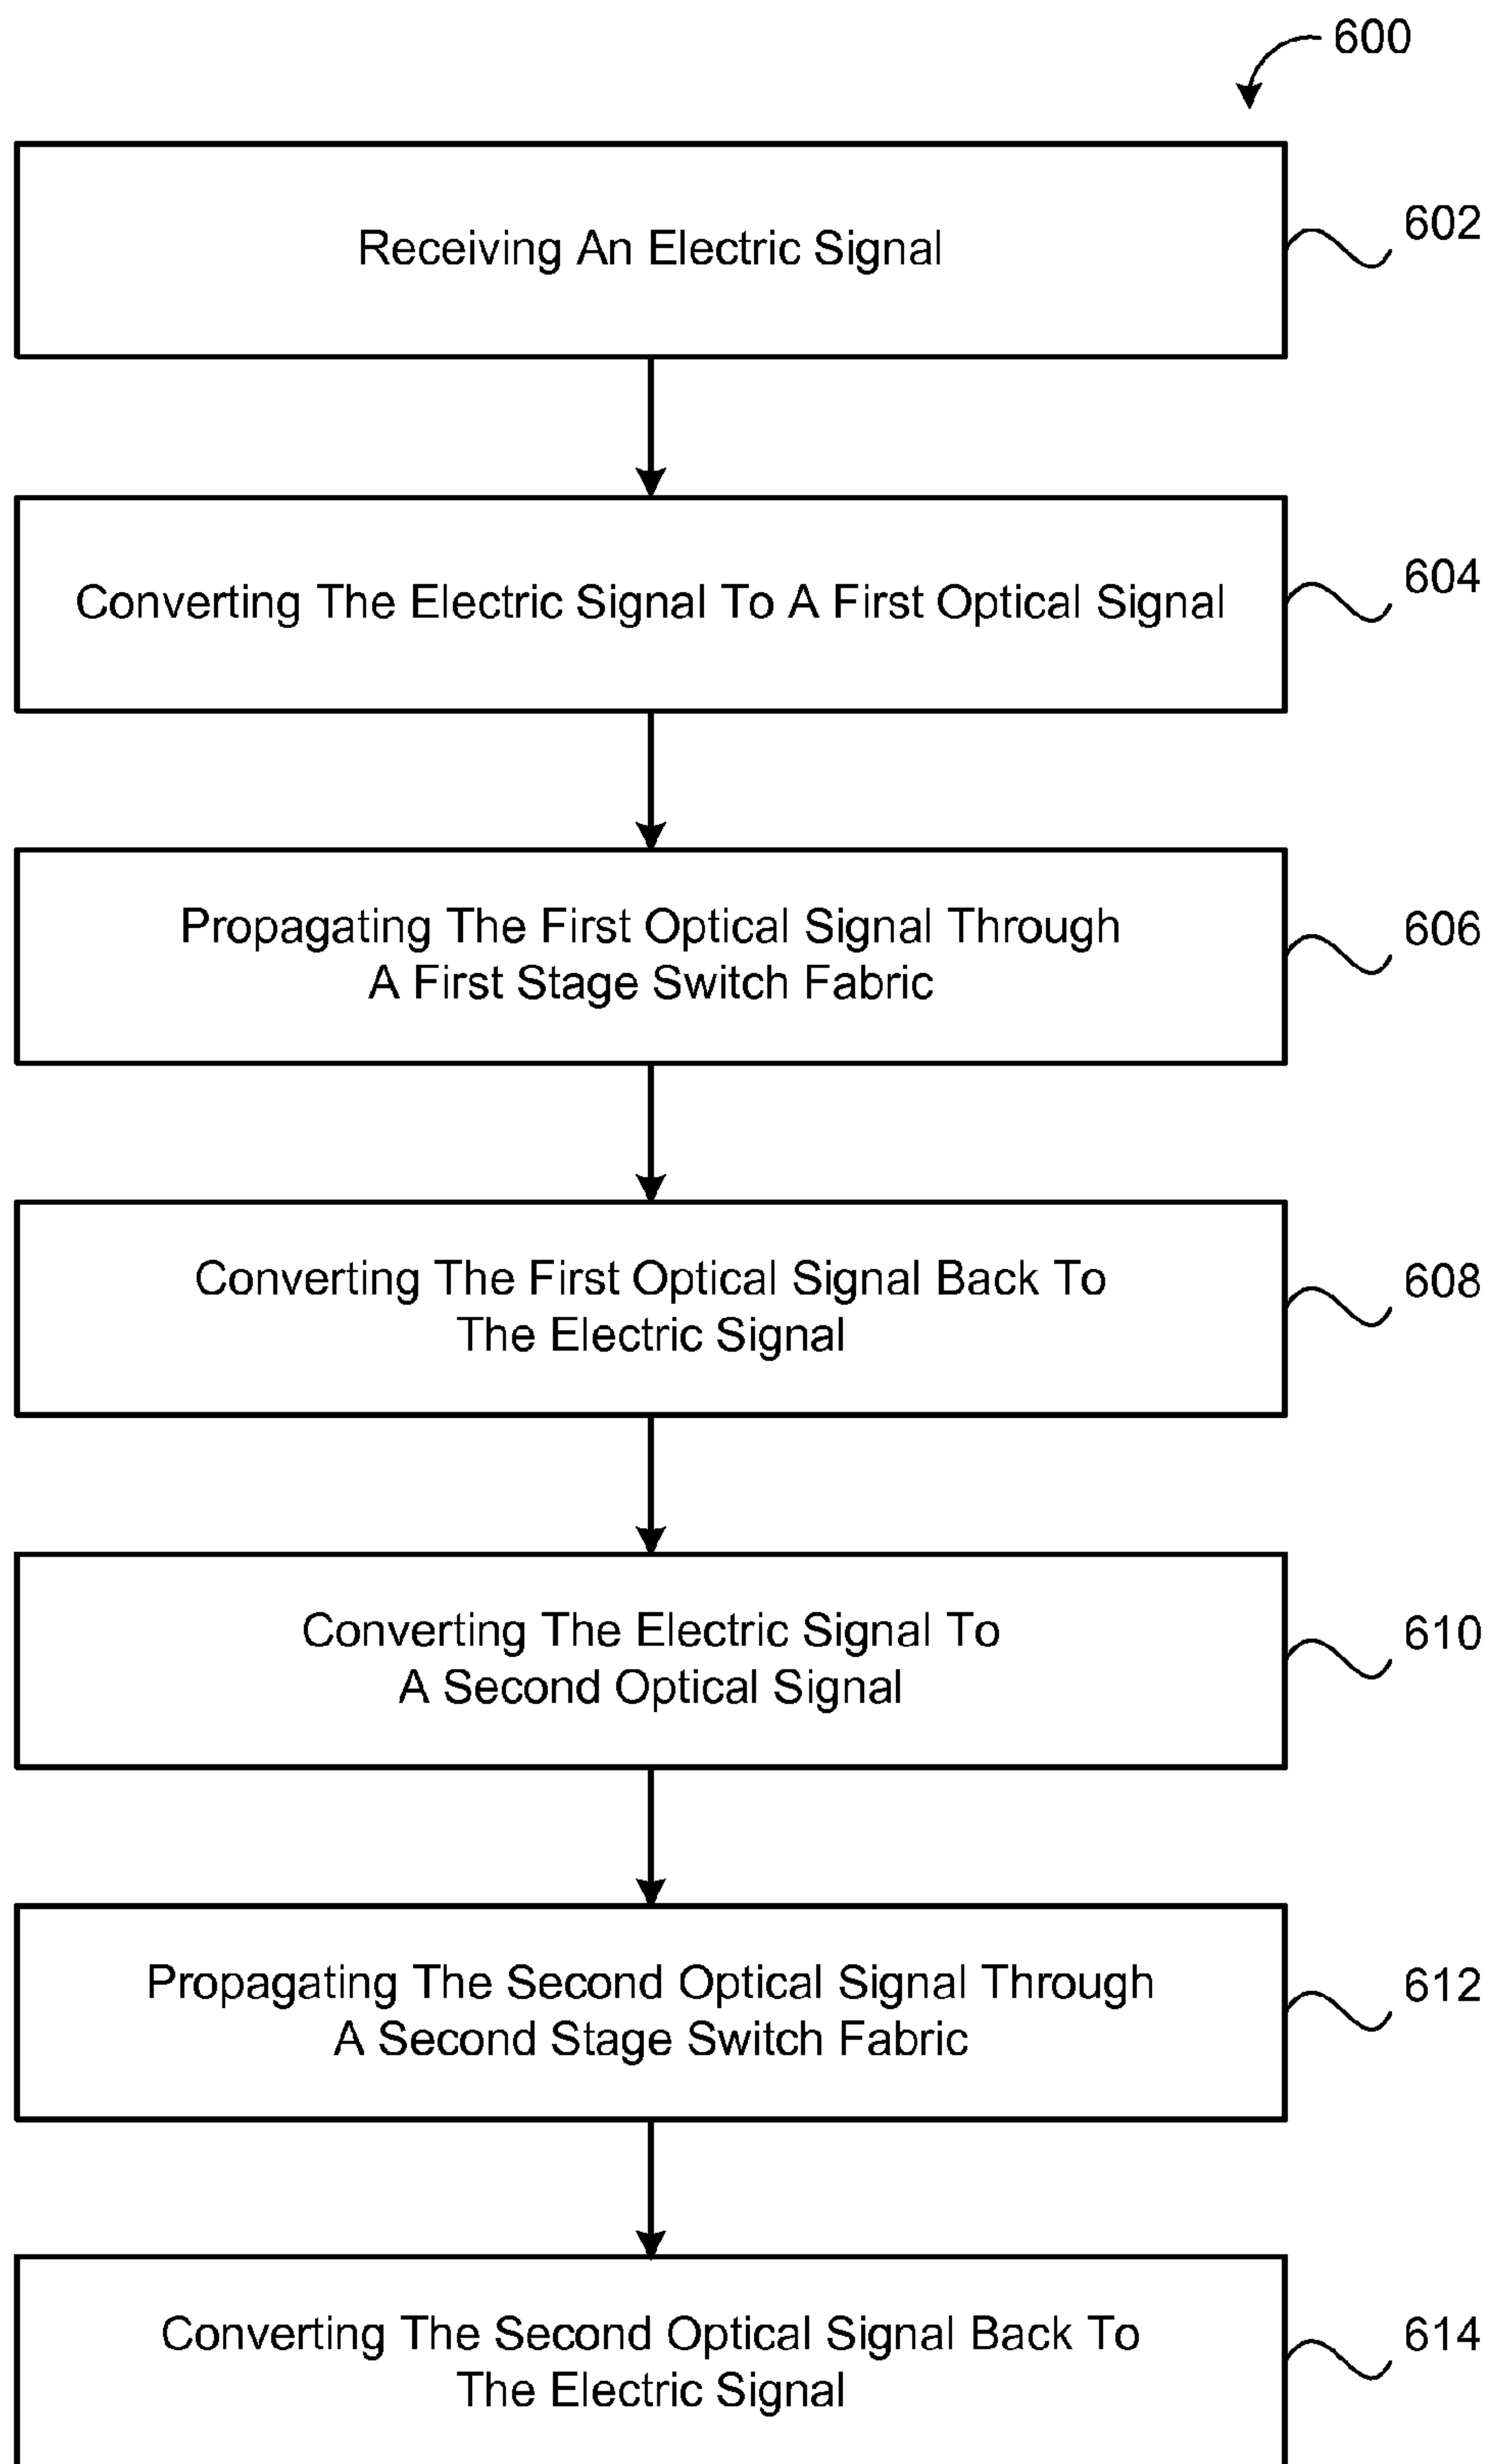 600
Receiving An Electric Signal
602
Converting The Electric Signal To A First Optical Signal
604
Propagating The First Optical Signal Through
A First Stage Switch Fabric
606
Converting The First Optical Signal Back To
The Electric Signal
608
Converting The Electric Signal To
A Second Optical Signal
610
Propagating The Second Optical Signal Through
A Second Stage Switch Fabric
612
Converting The Second Optical Signal Back To
The Electric Signal
614